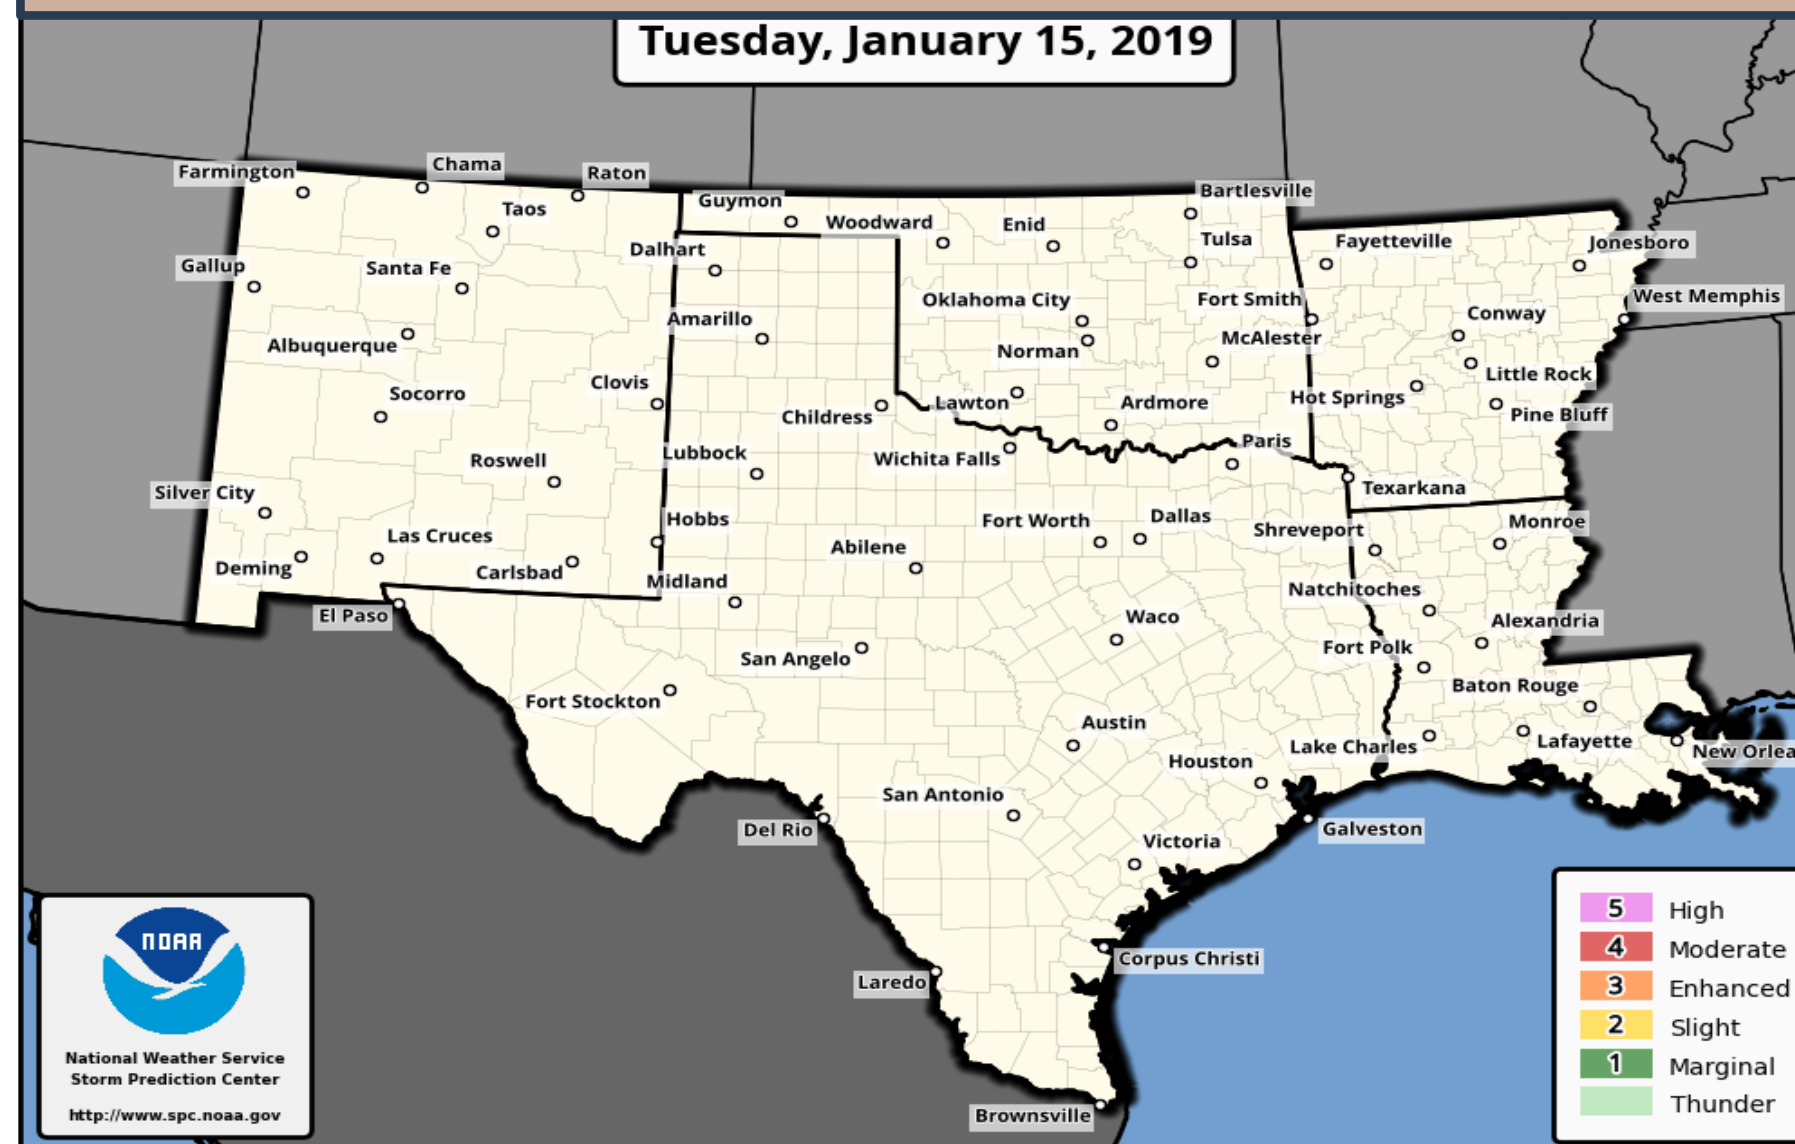 Tuesday, January 15, 2019
Farmington
Chama
Raton
Taos
Guymon
Woodward
Enid
Bartlesville
Tulsa
Fayetteville
Jonesboro
Gallup
Santa Fe
Dalhart
Oklahoma City
Fort Smith
West Memphis
Conway
Amarillo
Albuquerque
Norman
McAlester
Little Rock
Socorro
Clovis
Childress
Lawton
Ardmore
Hot Springs
Pine Bluff
Roswell
Lubbock
Wichita Falls
Paris
Silver City
Texarkana
Las Cruces
Hobbs
Fort Worth
Dallas
Shreveport
Monroe
Deming
Carlsbad
Midland
Abilene
Natchitoches
El Paso
Waco
Alexandria
San Angelo
Fort Polk
Fort Stockton
Baton Rouge
Austin
Lake Charles
Lafayette
New Orlea
Houston
San Antonio
Del Rio
Galveston
Victoria
Laredo
Corpus Christi
Brownsville
NOAA
National Weather Service
Storm Prediction Center
http://www.spc.noaa.gov
5 High
4 Moderate
3 Enhanced
2 Slight
1 Marginal
Thunder